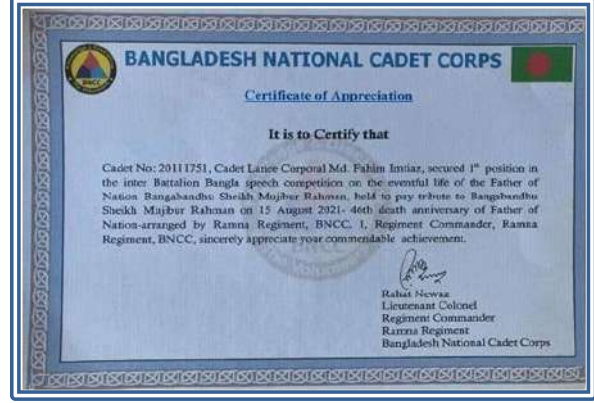 BANGLADESH NATIONAL CADET CORPS
BNCC
Certificate of Appreciation
It is to Certify that
Cadet No: 20111751, Cadet Lance Corporal Md. Fahim Imtiaz, secured 1st position in
the inter Battalion Bangla speech competition on the eventful life of the Father of
Nation Bangabandhu Sheikh Mujibur Rahman, held to pay tribute to Bangabandhu
Sheikh Mujibur Rahman on 15 August 2021- 46th death anniversary of Father of
Nation-arranged by Ramna Regiment, BNCC. I, Regiment Commander, Ramna
Regiment, BNCC, sincerely appreciate your commendable achievement.
Rahat Newaz
Lieutenant Colonel
Regiment Commander
Ramna Regiment
Bangladesh National Cadet Corps